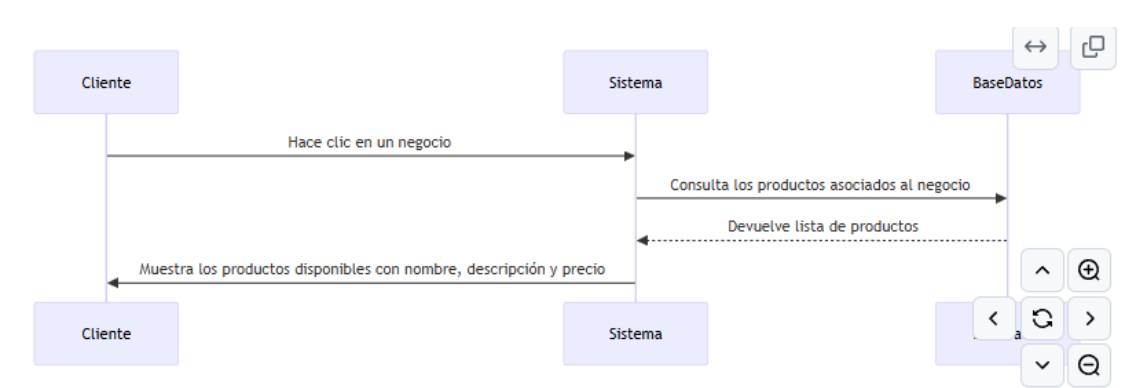 Cliente
Sistema
BaseDatos
Hace clic en un negocio
Consulta los productos asociados al negocio
Devuelve lista de productos
Muestra los productos disponibles con nombre, descripción y precio
Cliente
Sistema